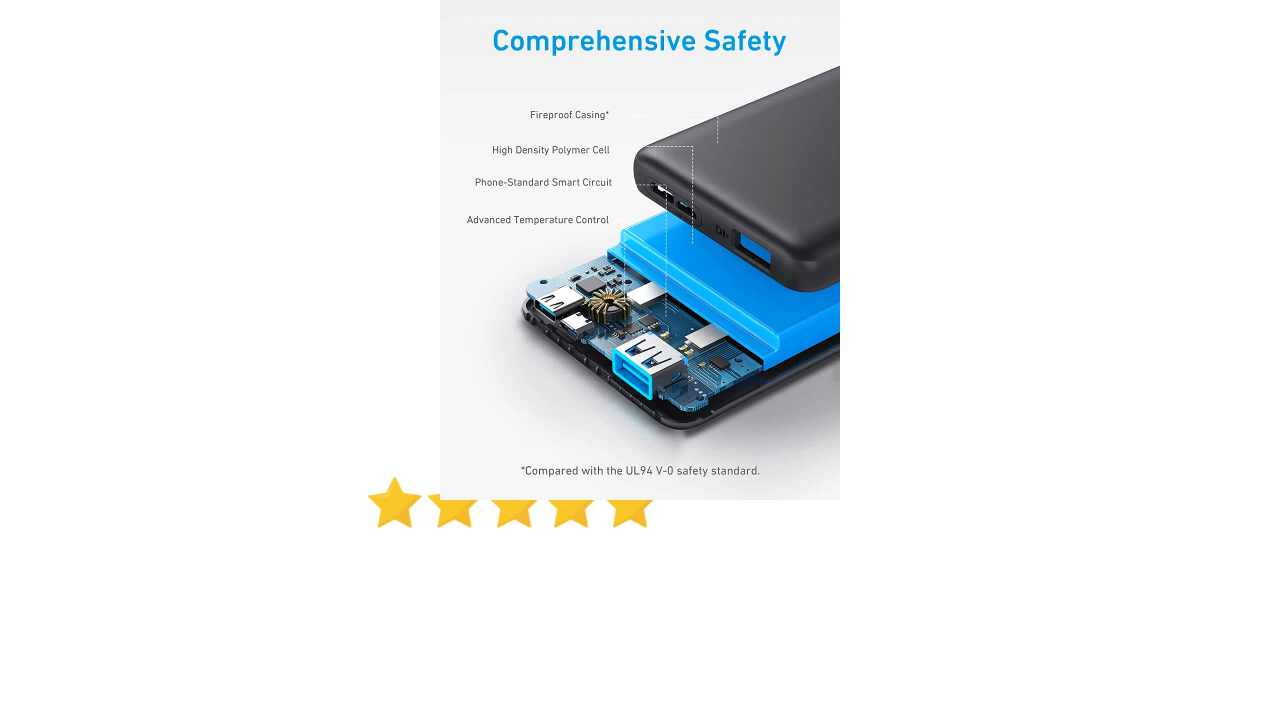 Comprehensive Safety
Fireproof Casing*
High Density Polymer Cell
Phone-Standard Smart Circuit
Advanced Temperature Control
*Compared with the UL94 V-0 safety standard.